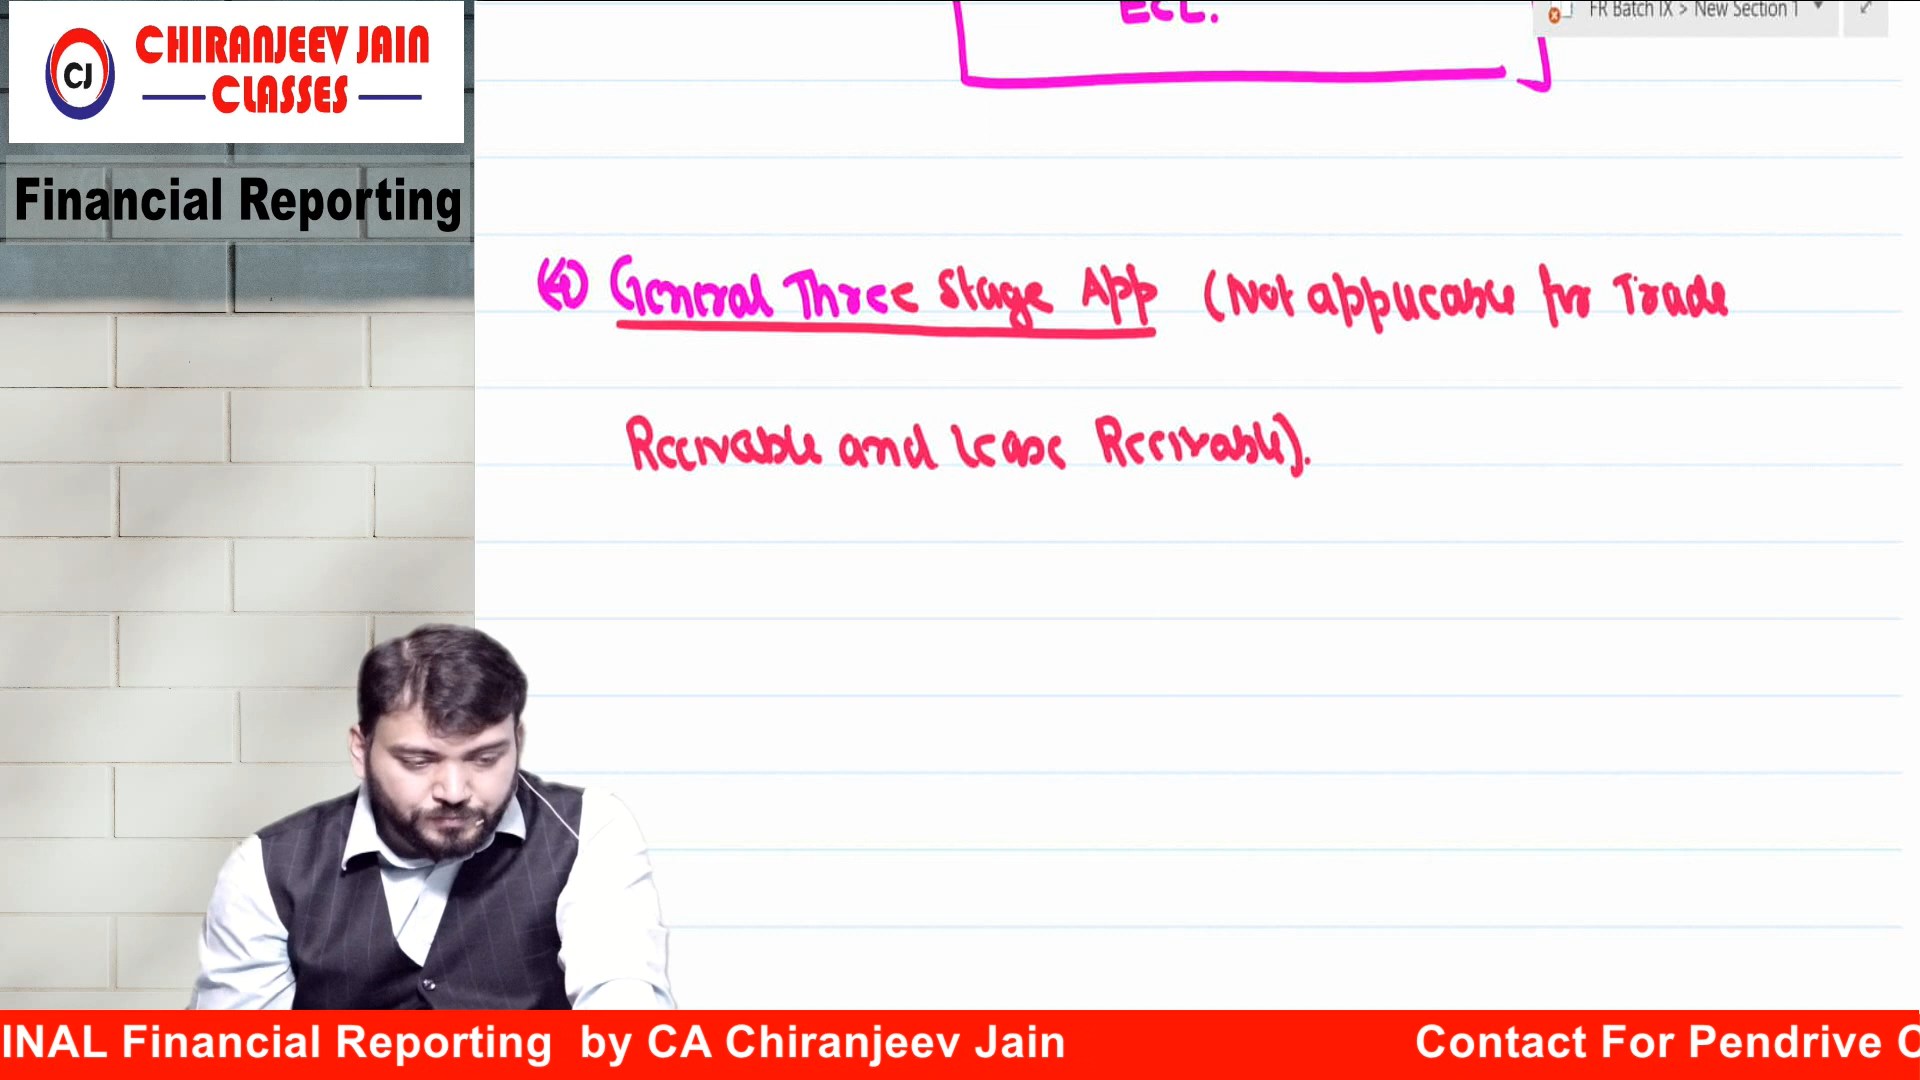 CHIRANJEEV JAIN
CJ
CLASSES
Financial Reporting
ECL.
FR Batch IX > New Section 1
(4) General Three Stage App (Not applicable for Trade
Receivable and lease Receivable).
INAL Financial Reporting by CA Chiranjeev Jain
Contact For Pendrive C